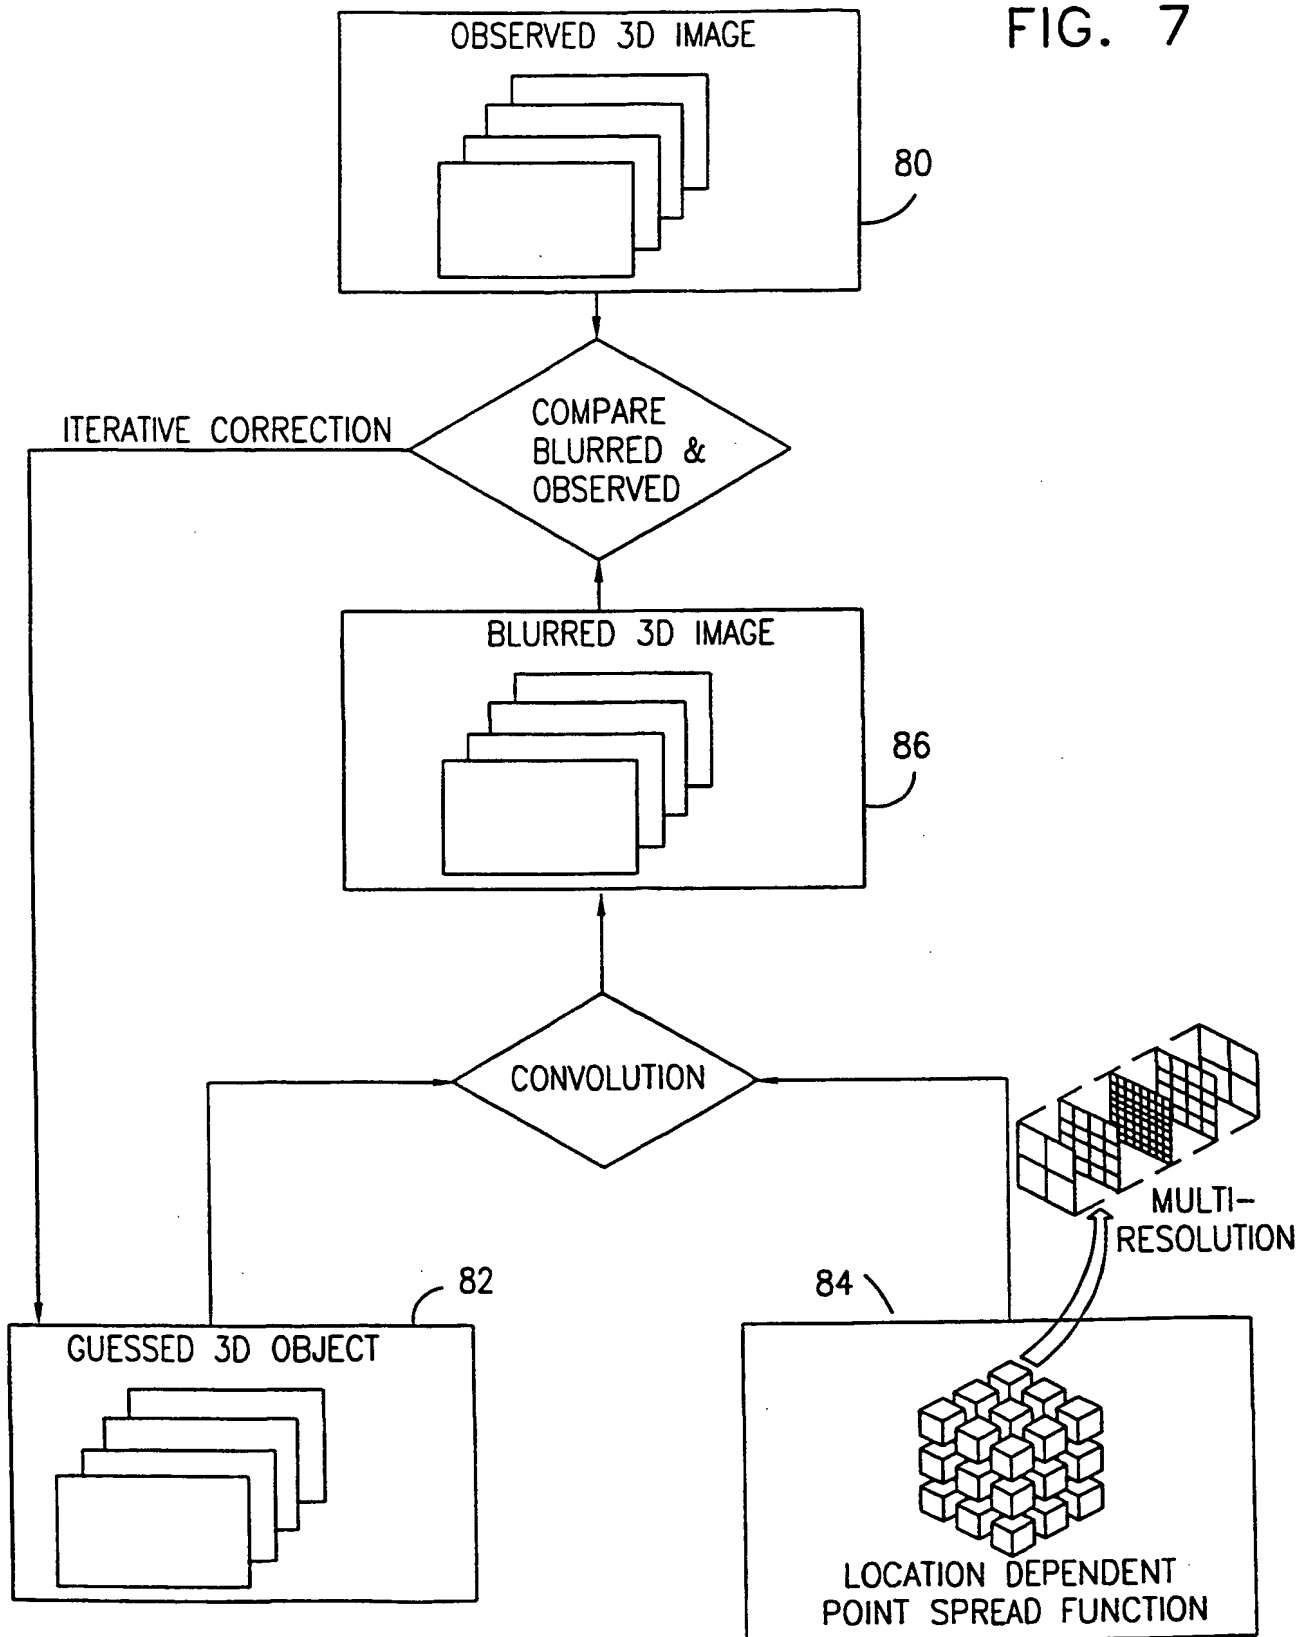 FIG. 7
OBSERVED 3D IMAGE
80
ITERATIVE CORRECTION
COMPARE
BLURRED &
OBSERVED
BLURRED 3D IMAGE
86
CONVOLUTION
MULTI-
RESOLUTION
82
84
GUESSED 3D OBJECT
LOCATION DEPENDENT
POINT SPREAD FUNCTION